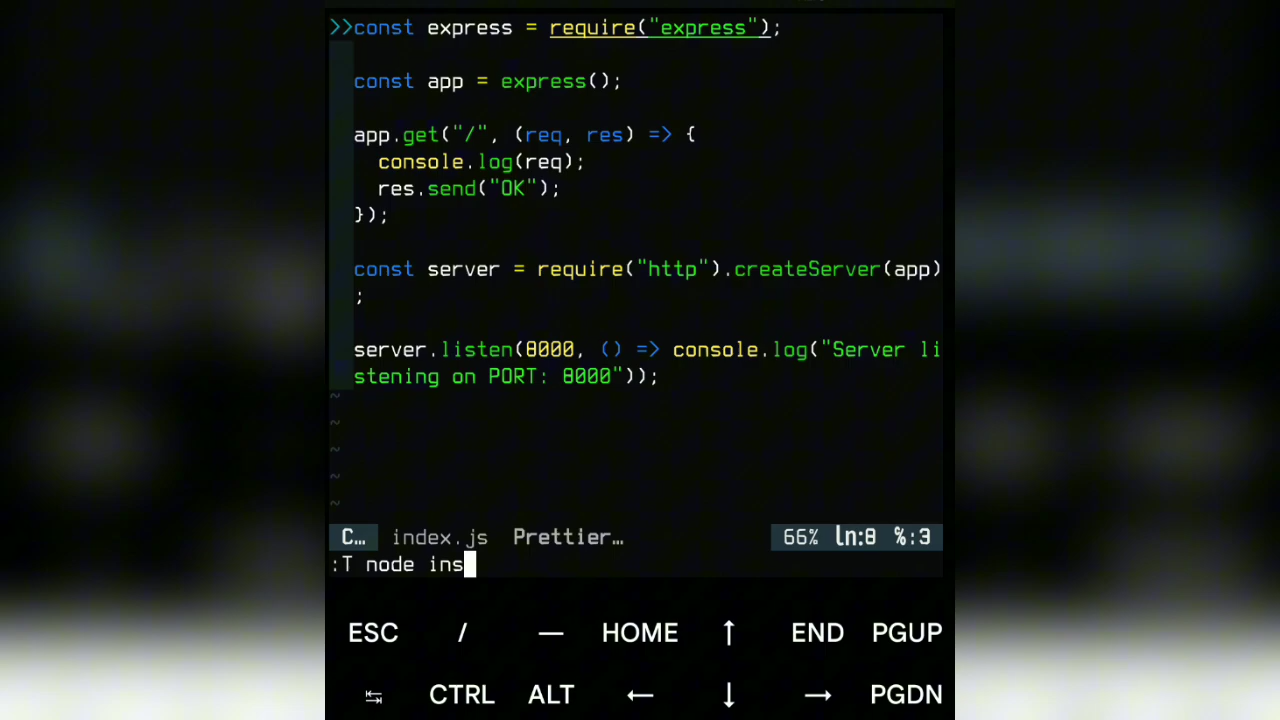 >>const express = require("express");
const app = express();
app.get("/", (req, res) => {
console.log(req);
res.send("OK");
});
const server = require("http").createServer(app)
;
server.listen(8000, () => console.log("Server li
stening on PORT: 8000"));
~
~
~
~
~
C… index.js Prettier… 66% ln:8 %:3
:T node ins
ESC / — HOME ↑ END PGUP
↹ CTRL ALT ← ↓ → PGDN